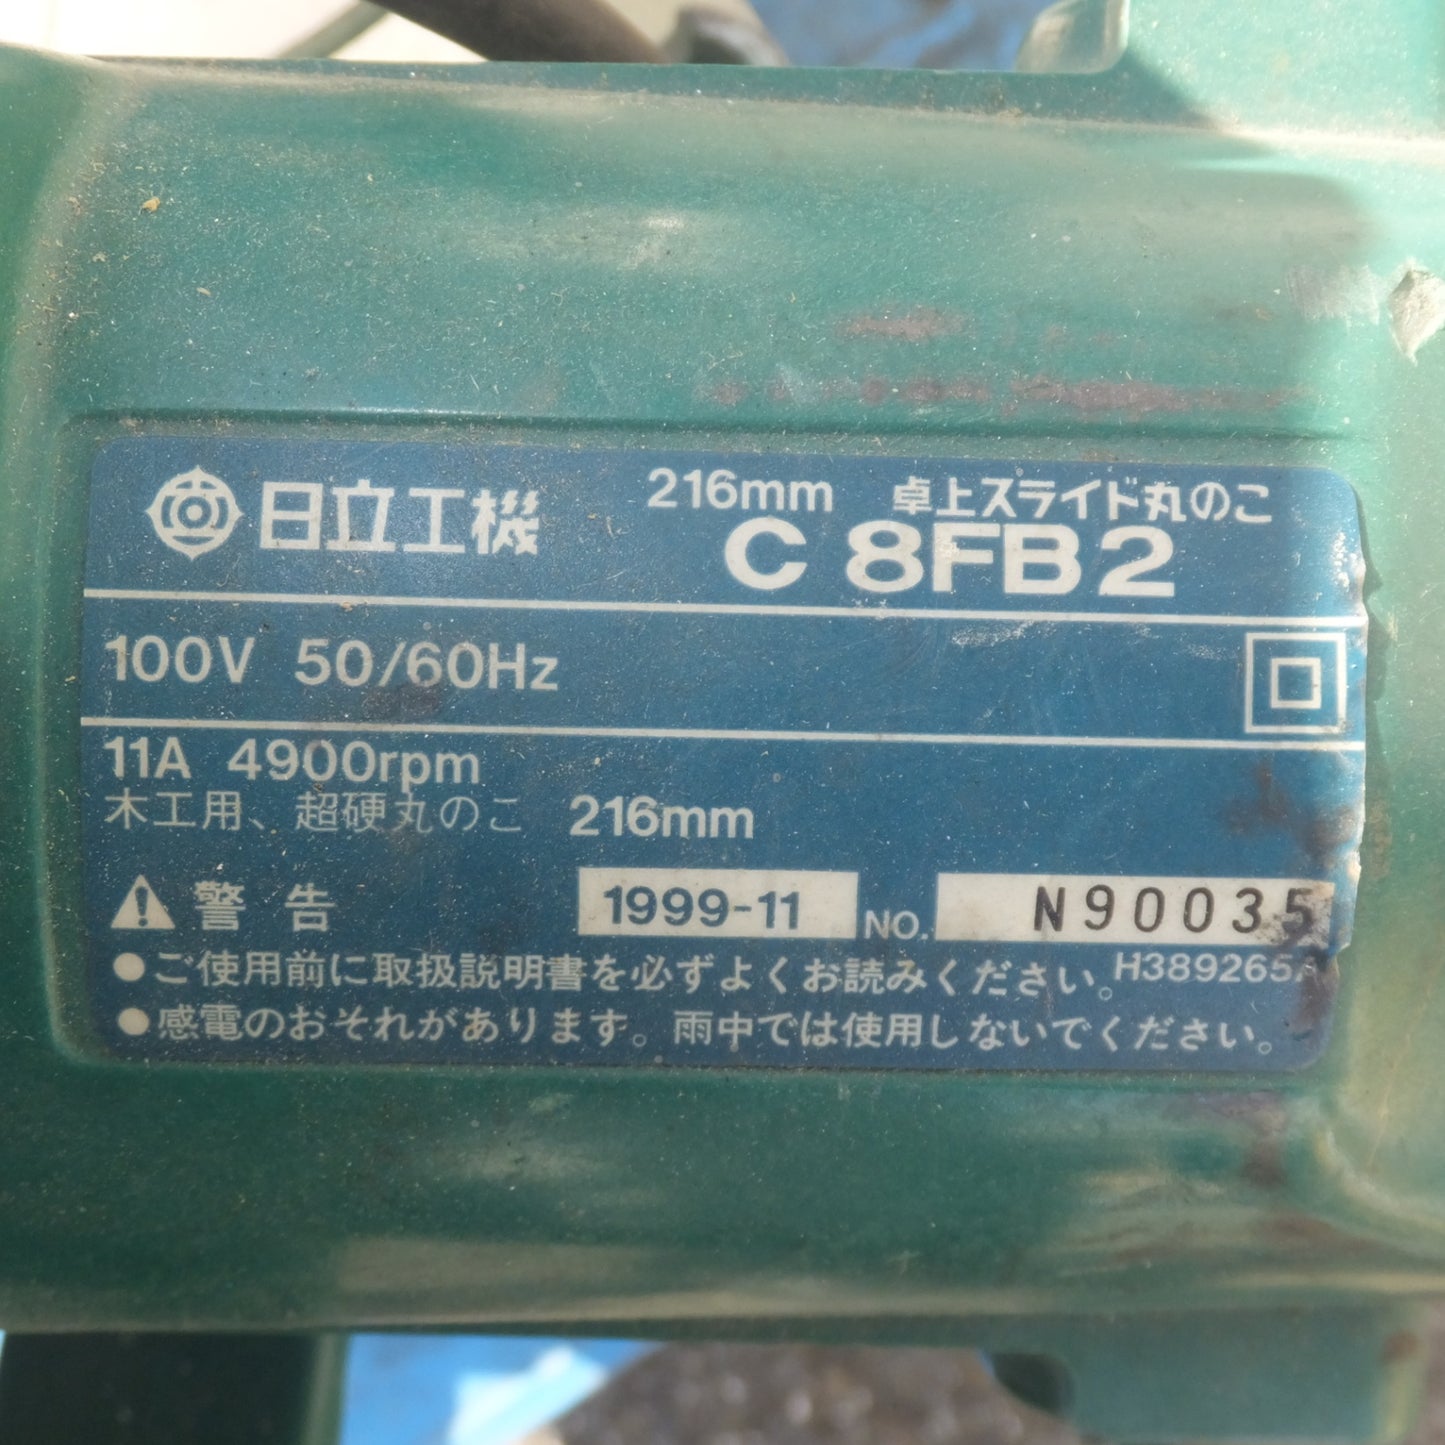 日立工機
216mm 卓上スライド丸のこ
C 8FB2
100V 50/60Hz
11A 4900rpm
木工用、超硬丸のこ 216mm
警告
1999-11 NO. N90035
●ご使用前に取扱説明書を必ずよくお読みください。H389265
●感電のおそれがあります。雨中では使用しないでください。